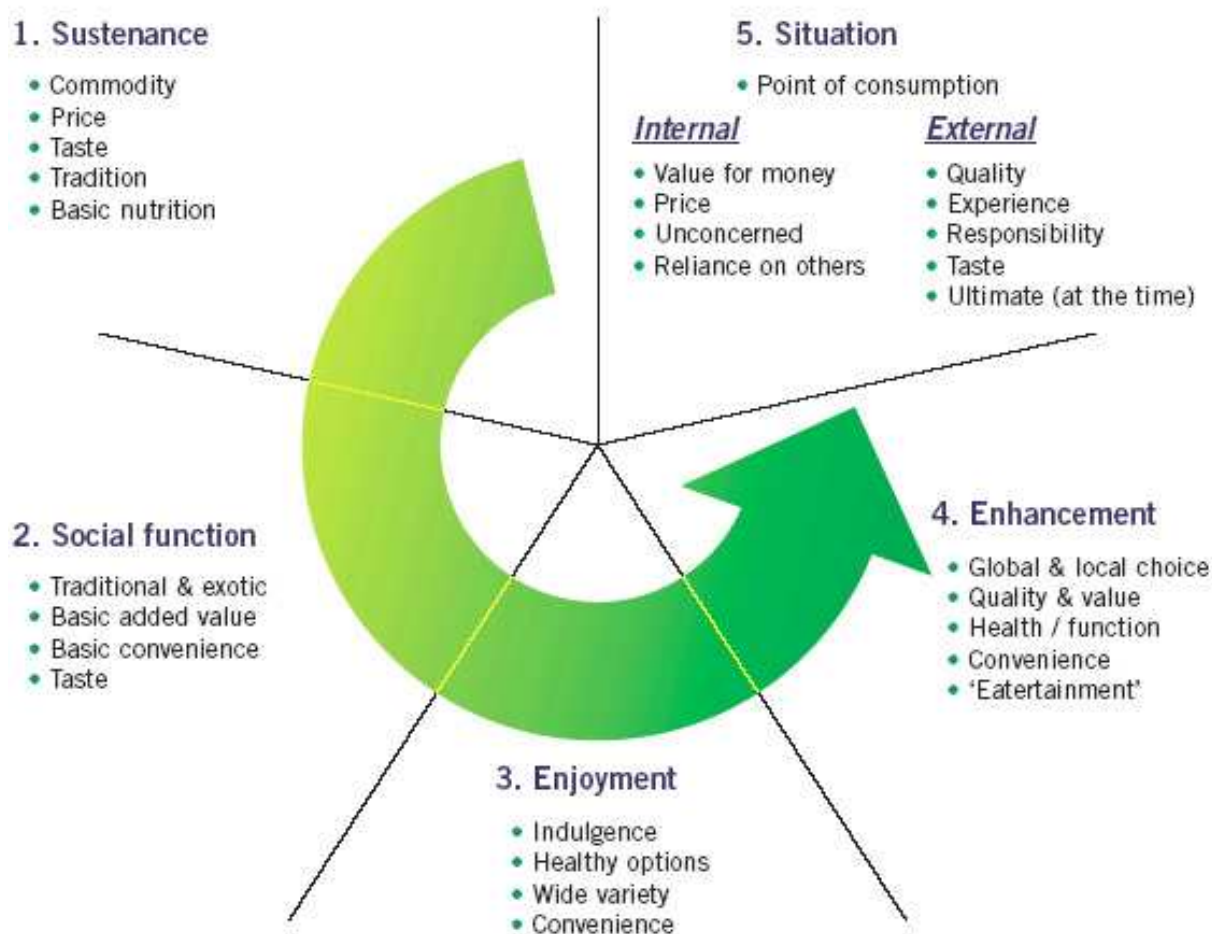 1. Sustenance
• Commodity
• Price
• Taste
• Tradition
• Basic nutrition
2. Social function
• Traditional & exotic
• Basic added value
• Basic convenience
• Taste
3. Enjoyment
• Indulgence
• Healthy options
• Wide variety
• Convenience
4. Enhancement
• Global & local choice
• Quality & value
• Health / function
• Convenience
• ‘Eatertainment’
5. Situation
• Point of consumption
Internal
• Value for money
• Price
• Unconcerned
• Reliance on others
External
• Quality
• Experience
• Responsibility
• Taste
• Ultimate (at the time)